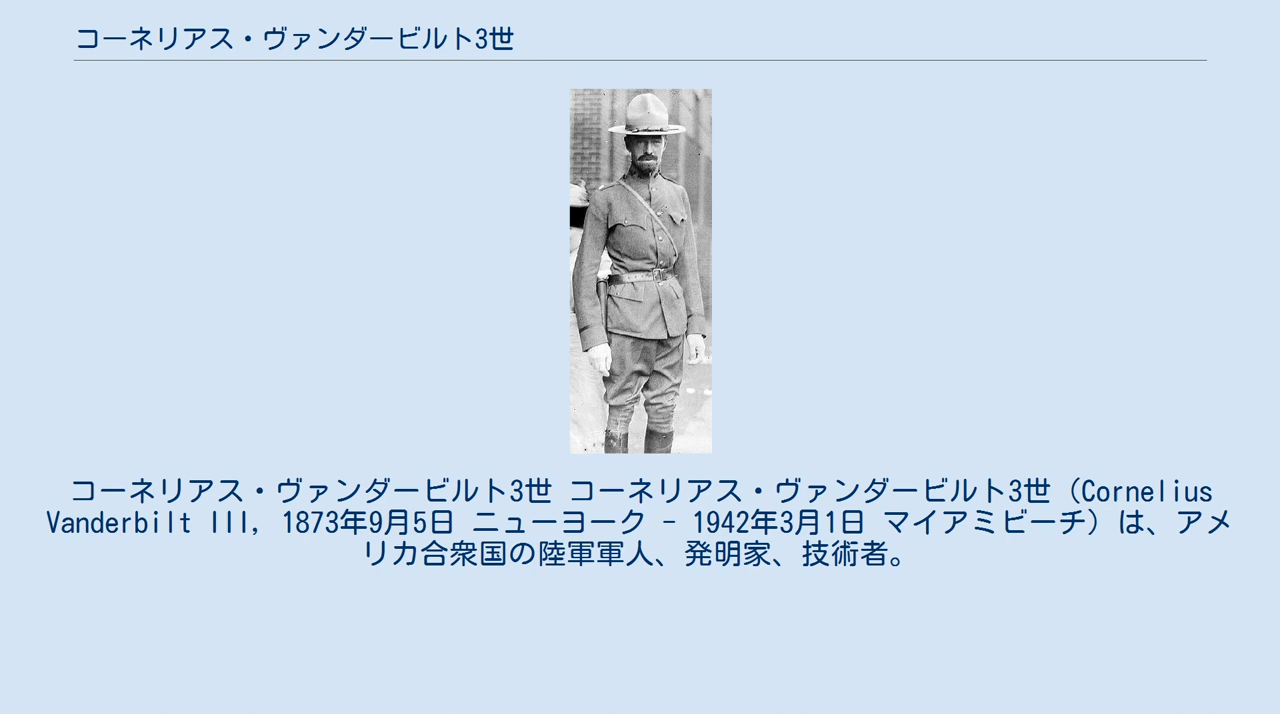 コーネリアス・ヴァンダービルト3世
コーネリアス・ヴァンダービルト3世 コーネリアス・ヴァンダービルト3世（Cornelius
Vanderbilt III, 1873年9月5日 ニューヨーク - 1942年3月1日 マイアミビーチ）は、アメ
リカ合衆国の陸軍軍人、発明家、技術者。